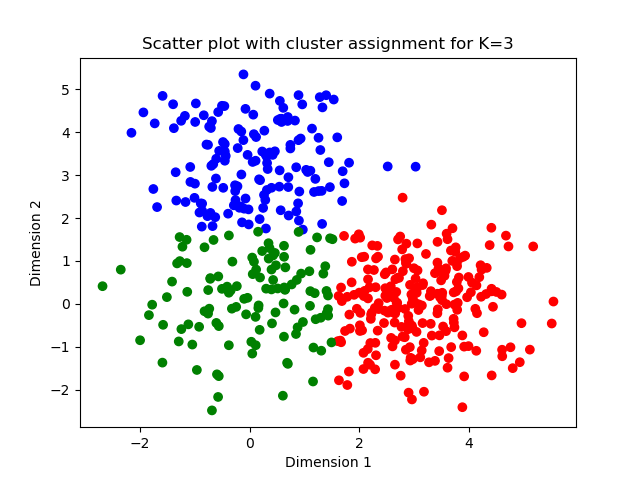 Scatter plot with cluster assignment for K=3
5
4
3
2
1
0
−1
−2
Dimension 2
−2 0 2 4
Dimension 1